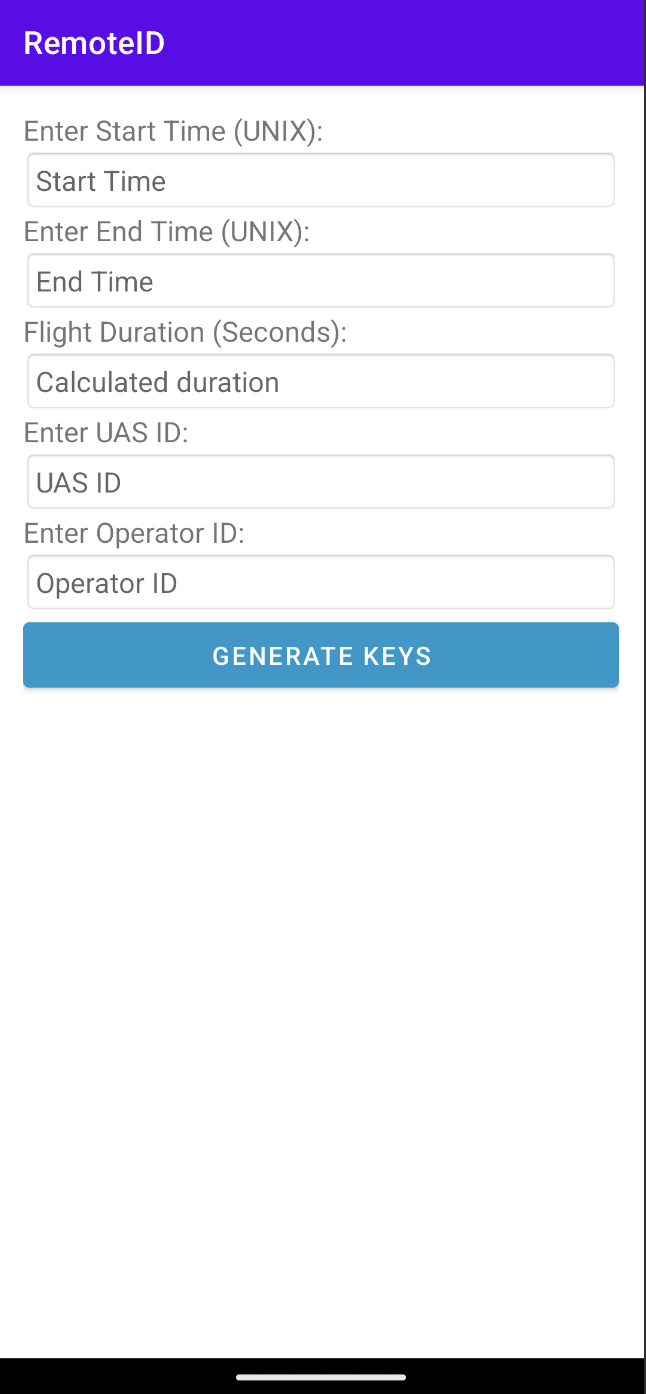 RemoteID
Enter Start Time (UNIX):
Start Time
Enter End Time (UNIX):
End Time
Flight Duration (Seconds):
Calculated duration
Enter UAS ID:
UAS ID
Enter Operator ID:
Operator ID
GENERATE KEYS